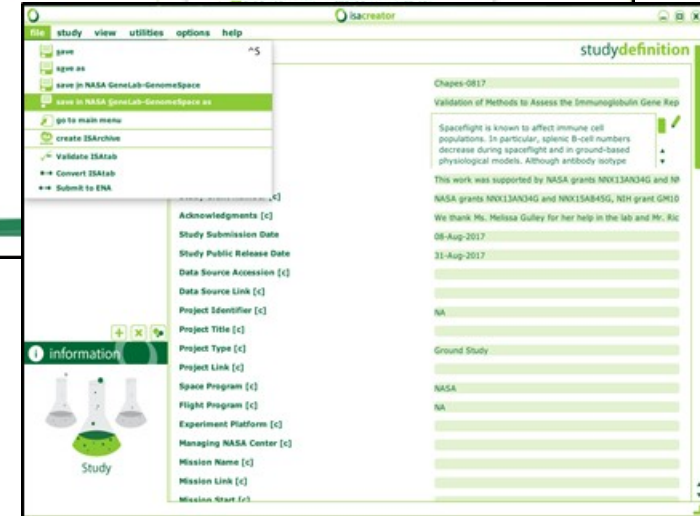 isacreator
file study view utilities options help
studydefinition
save ^S
save as
save in NASA GeneLab-GenomeSpace
save in NASA GeneLab-GenomeSpace as
go to main menu
create ISArchive
Validate ISAtab
Convert ISAtab
Submit to ENA
Chapes-0817
Validation of Methods to Assess the Immunoglobulin Gene Rep
Spaceflight is known to affect immune cell
populations. In particular, splenic B-cell numbers
decrease during spaceflight and in ground-based
physiological models. Although antibody isotype
This work was supported by NASA grants NNX13AN34G and NN
NASA grants NNX13AN34G and NNX15AB45G, NIH grant GM10
Acknowledgments [c] We thank Ms. Melissa Gulley for her help in the lab and Mr. Ric
Study Submission Date 08-Aug-2017
Study Public Release Date 31-Aug-2017
Data Source Accession [c]
Data Source Link [c]
Project Identifier [c] NA
Project Title [c]
Project Type [c] Ground Study
Project Link [c]
Space Program [c] NASA
Flight Program [c] NA
Experiment Platform [c]
Managing NASA Center [c]
Mission Name [c]
Mission Link [c]
Mission Start [c]
i information
Study